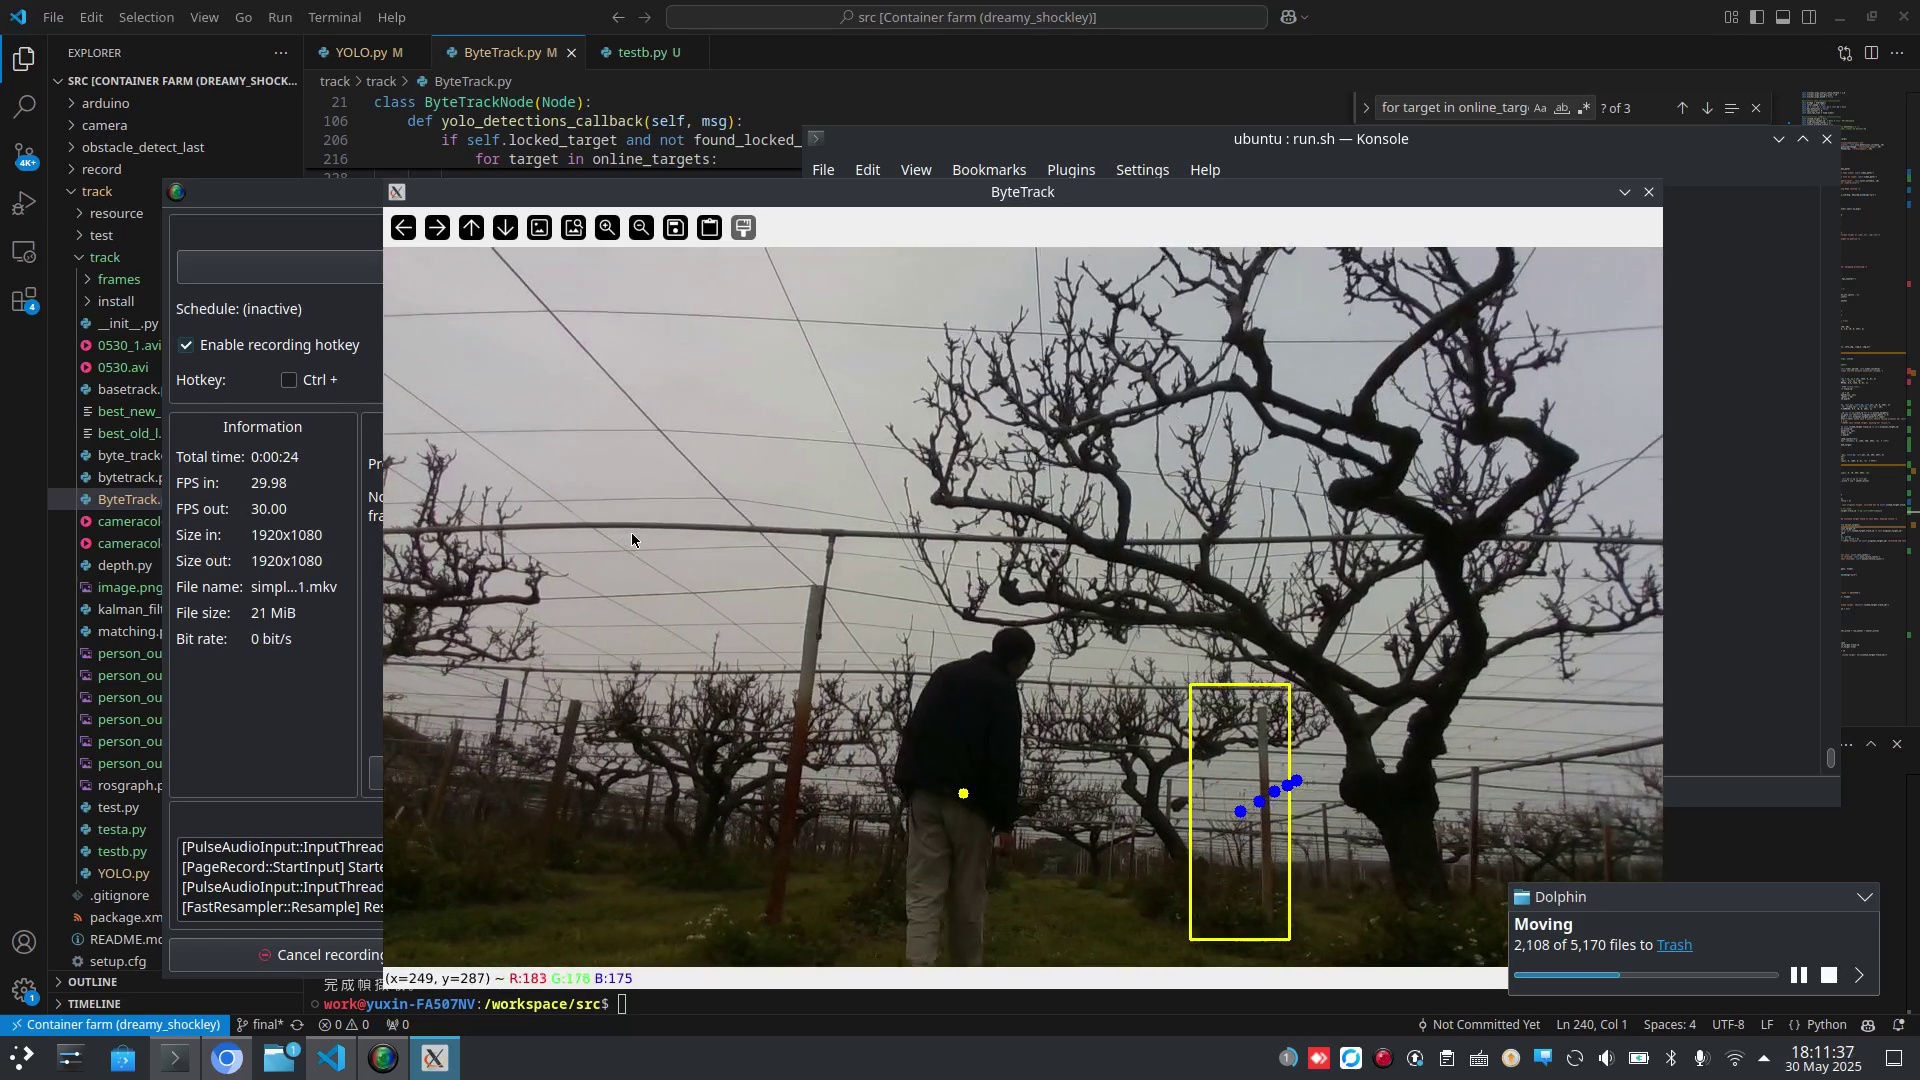 File Edit Selection View Go Run Terminal Help
src [Container farm (dreamy_shockley)]
EXPLORER
SRC [CONTAINER FARM (DREAMY_SHOCK...
arduino
camera
obstacle_detect_last
record
track
resource
test
track
frames
install
__init__.py
0530_1.avi
0530.avi
basetrack.
best_new_
best_old_l.
byte_track
bytetrack.p
ByteTrack.
cameracol
cameracol
depth.py
image.png
kalman_filt
matching.p
person_ou
person_ou
person_ou
person_ou
person_ou
person_ou
rosgraph.p
test.py
testa.py
testb.py
YOLO.py
.gitignore
package.xm
README.md
setup.cfg
OUTLINE
TIMELINE
4K+
4
1
YOLO.py M
ByteTrack.py M
testb.py U
track > track > ByteTrack.py
21 class ByteTrackNode(Node):
106 def yolo_detections_callback(self, msg):
206 if self.locked_target and not found_locked_
216 for target in online_targets:
for target in online_targ Aa ab .* ? of 3
ubuntu : run.sh — Konsole
File Edit View Bookmarks Plugins Settings Help
ByteTrack
Schedule: (inactive)
Enable recording hotkey
Hotkey: Ctrl +
Information
Total time: 0:00:24
FPS in: 29.98
FPS out: 30.00
Size in: 1920x1080
Size out: 1920x1080
File name: simpl...1.mkv
File size: 21 MiB
Bit rate: 0 bit/s
Pr
No
fra
[PulseAudioInput::InputThread
[PageRecord::StartInput] Starte
[PulseAudioInput::InputThread
[FastResampler::Resample] Res
Cancel recording
(x=249, y=287) ~ R:183 G:178 B:175
work@yuxin-FA507NV:/workspace/src$
Dolphin
Moving
2,108 of 5,170 files to Trash
Container farm (dreamy_shockley) final* 0 0 0
Not Committed Yet Ln 240, Col 1 Spaces: 4 UTF-8 LF Python
1
1
18:11:37
30 May 2025